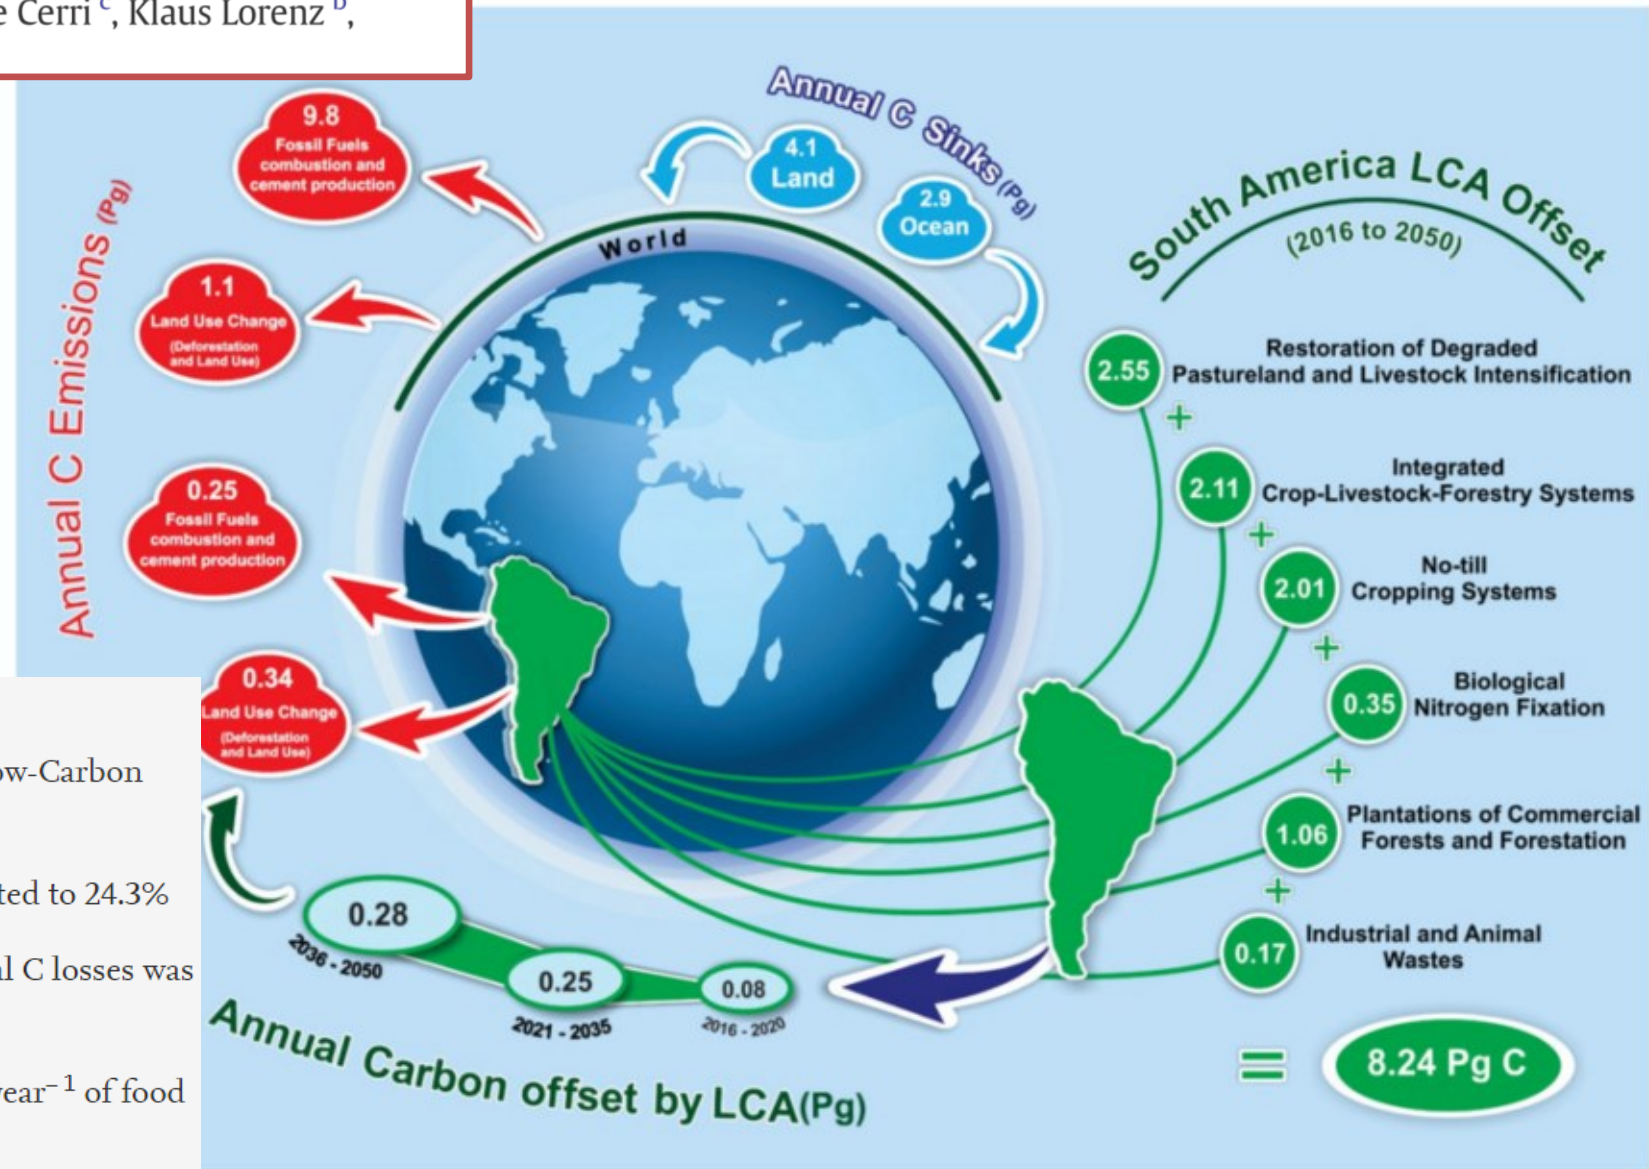 e Cerri c, Klaus Lorenz b,
Annual C Emissions (Pg)
9.8
Fossil Fuels
combustion and
cement production
1.1
Land Use Change
(Deforestation
and Land Use)
0.25
Fossil Fuels
combustion and
cement production
0.34
Land Use Change
(Deforestation
and Land Use)
Annual C Sinks (Pg)
4.1
Land
2.9
Ocean
World
South America LCA Offset
(2016 to 2050)
2.55
Restoration of Degraded
Pastureland and Livestock Intensification
+
2.11
Integrated
Crop-Livestock-Forestry Systems
+
2.01
No-till
Cropping Systems
+
0.35
Biological
Nitrogen Fixation
+
1.06
Plantations of Commercial
Forests and Forestation
+
0.17
Industrial and Animal
Wastes
= 8.24 Pg C
0.28
2036 - 2050
0.25
2021 - 2035
0.08
2016 - 2020
Annual Carbon offset by LCA(Pg)
ow-Carbon
ted to 24.3%
l C losses was
year−1 of food